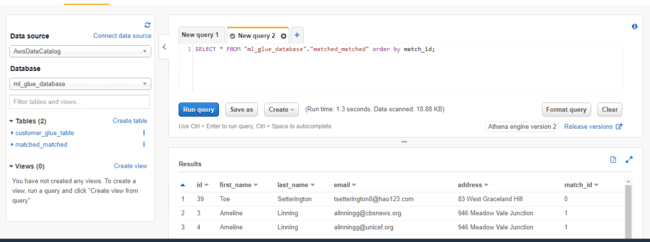 Data source
Connect data source
AwsDataCatalog
Database
ml_glue_database
Filter tables and views...
Tables (2)
Create table
customer_glue_table
matched_matched
Views (0)
Create view
You have not created any views. To create a
view, run a query and click "Create view from
query"
New query 1
New query 2
1 SELECT * FROM "ml_glue_database"."matched_matched" order by match_id;
Run query
Save as
Create
(Run time: 1.3 seconds, Data scanned: 18.88 KB)
Format query
Clear
Use Ctrl + Enter to run query, Ctrl + Space to autocomplete
Athena engine version 2
Release versions
Results
id first_name last_name email address match_id
1 39 Toe Setterington tsetterington8@hao123.com 83 West Graceland Hill 0
2 3 Ameline Linning alinningg@cbsnews.org 946 Meadow Vale Junction 1
3 4 Ameline Linning alinningg@unicef.org 946 Meadow Vale Junction 1